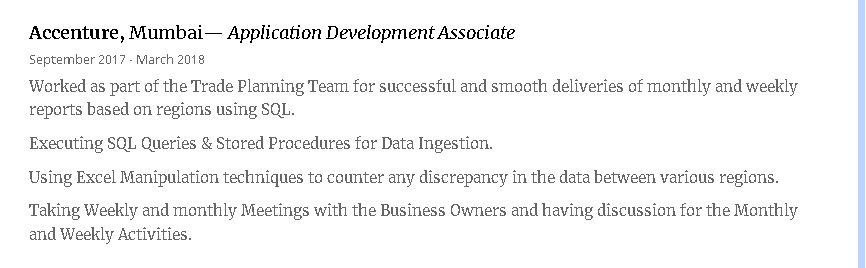 Accenture, Mumbai— Application Development Associate
September 2017 - March 2018
Worked as part of the Trade Planning Team for successful and smooth deliveries of monthly and weekly
reports based on regions using SQL.
Executing SQL Queries & Stored Procedures for Data Ingestion.
Using Excel Manipulation techniques to counter any discrepancy in the data between various regions.
Taking Weekly and monthly Meetings with the Business Owners and having discussion for the Monthly
and Weekly Activities.